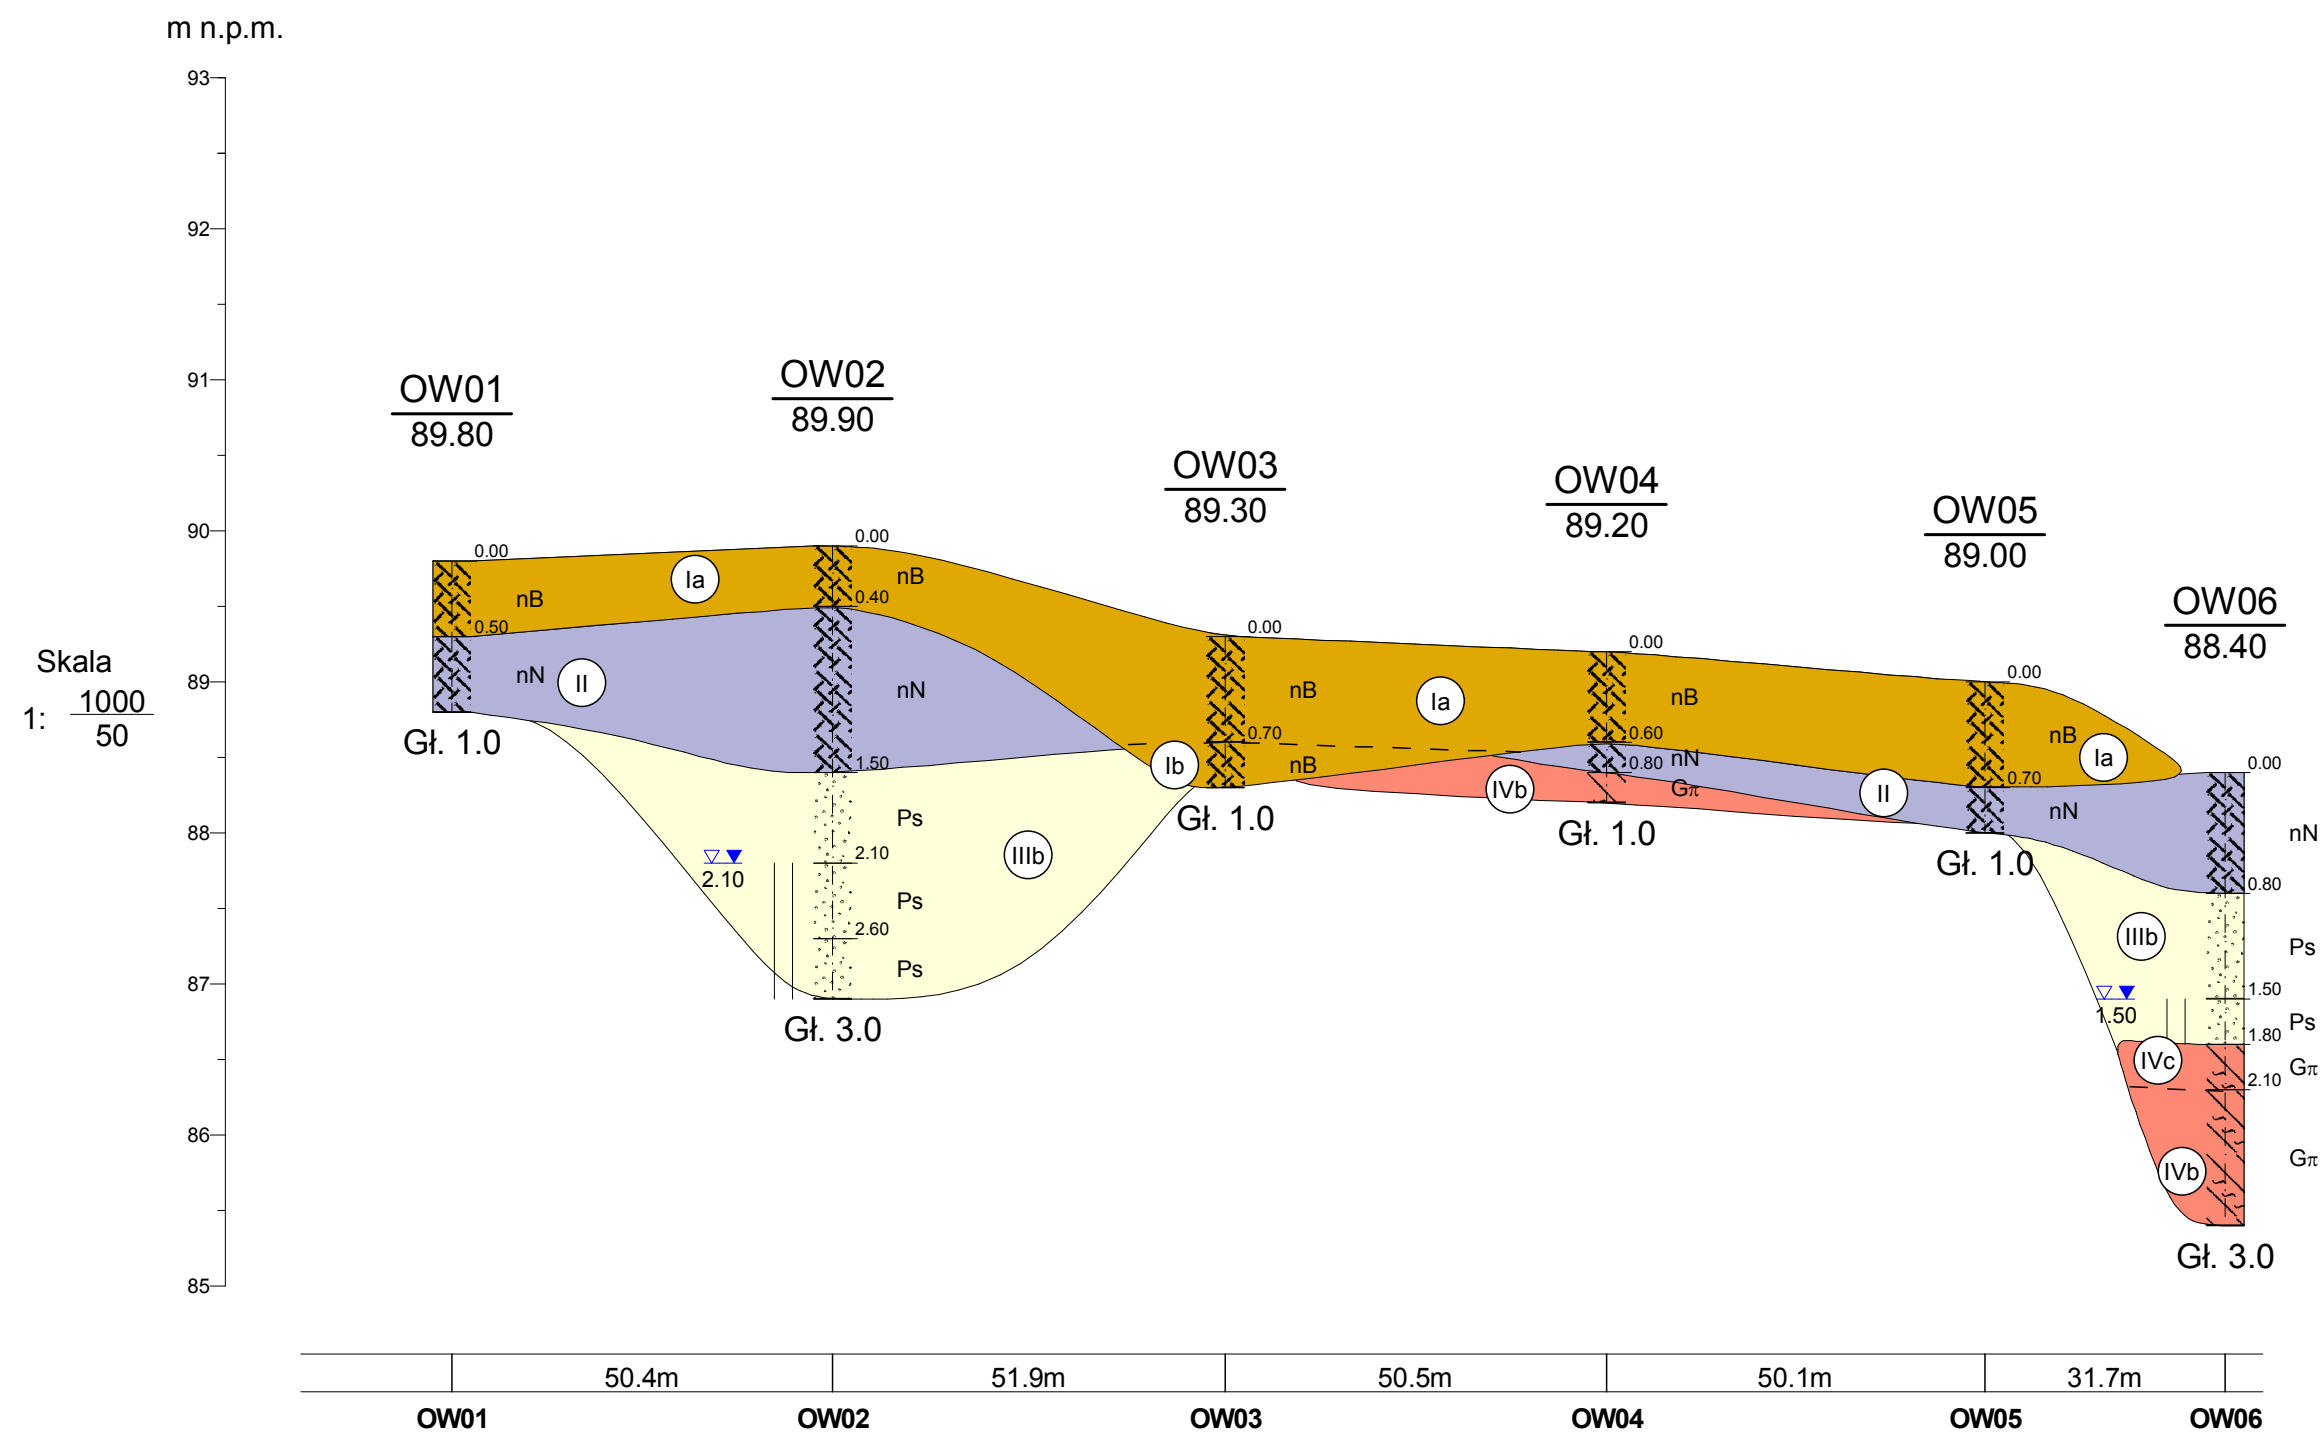 m n.p.m.
93
92
91
90
89
88
87
86
85
Skala
1: 1000
50
OW01
89.80
OW02
89.90
OW03
89.30
OW04
89.20
OW05
89.00
OW06
88.40
0.00
nB
0.50
nN
Gł. 1.0
Ia
II
0.00
nB
0.40
nN
1.50
Ps
2.10
Ps
2.60
Ps
Gł. 3.0
2.10
IIIb
Ib
0.00
nB
0.70
nB
Gł. 1.0
Ia
IVb
0.00
nB
0.60
nN
0.80
Gπ
Gł. 1.0
II
0.00
nB
0.70
nN
Gł. 1.0
Ia
IIIb
1.50
IVc
IVb
0.00
nN
0.80
Ps
1.50
Ps
1.80
Gπ
2.10
Gπ
Gł. 3.0
50.4m 51.9m 50.5m 50.1m 31.7m
OW01 OW02 OW03 OW04 OW05 OW06